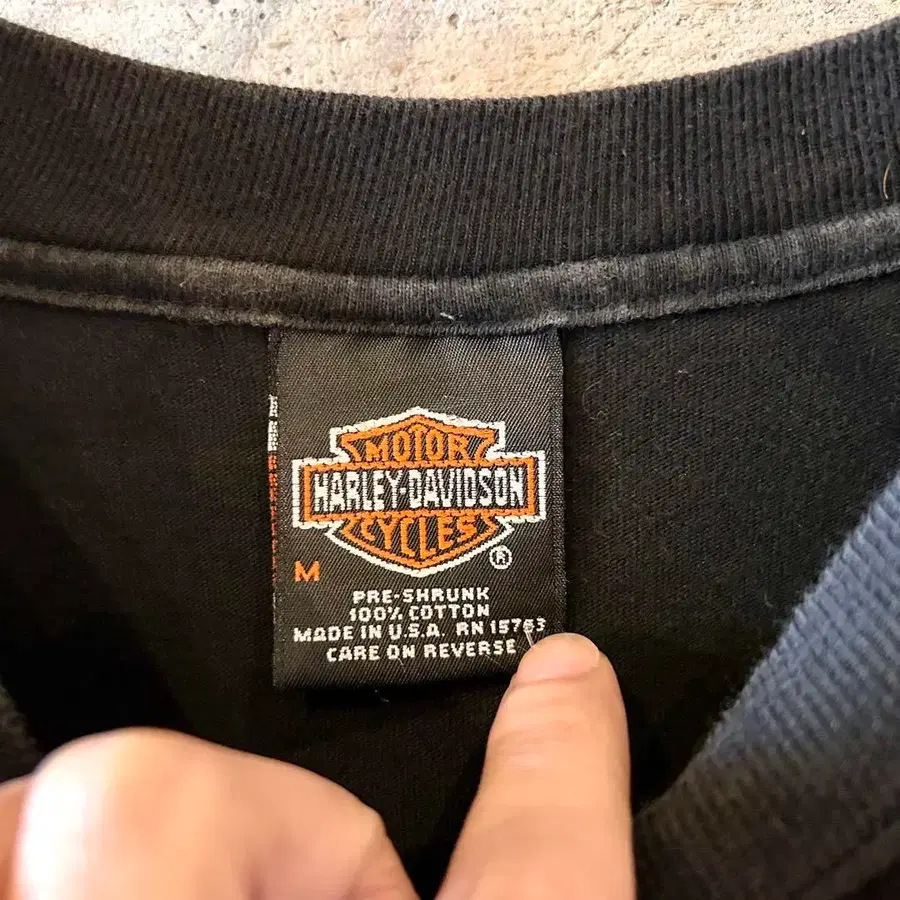 MOTOR
HARLEY-DAVIDSON
CYCLES
®
M
PRE-SHRUNK
100% COTTON
MADE IN U.S.A. RN 15763
CARE ON REVERSE